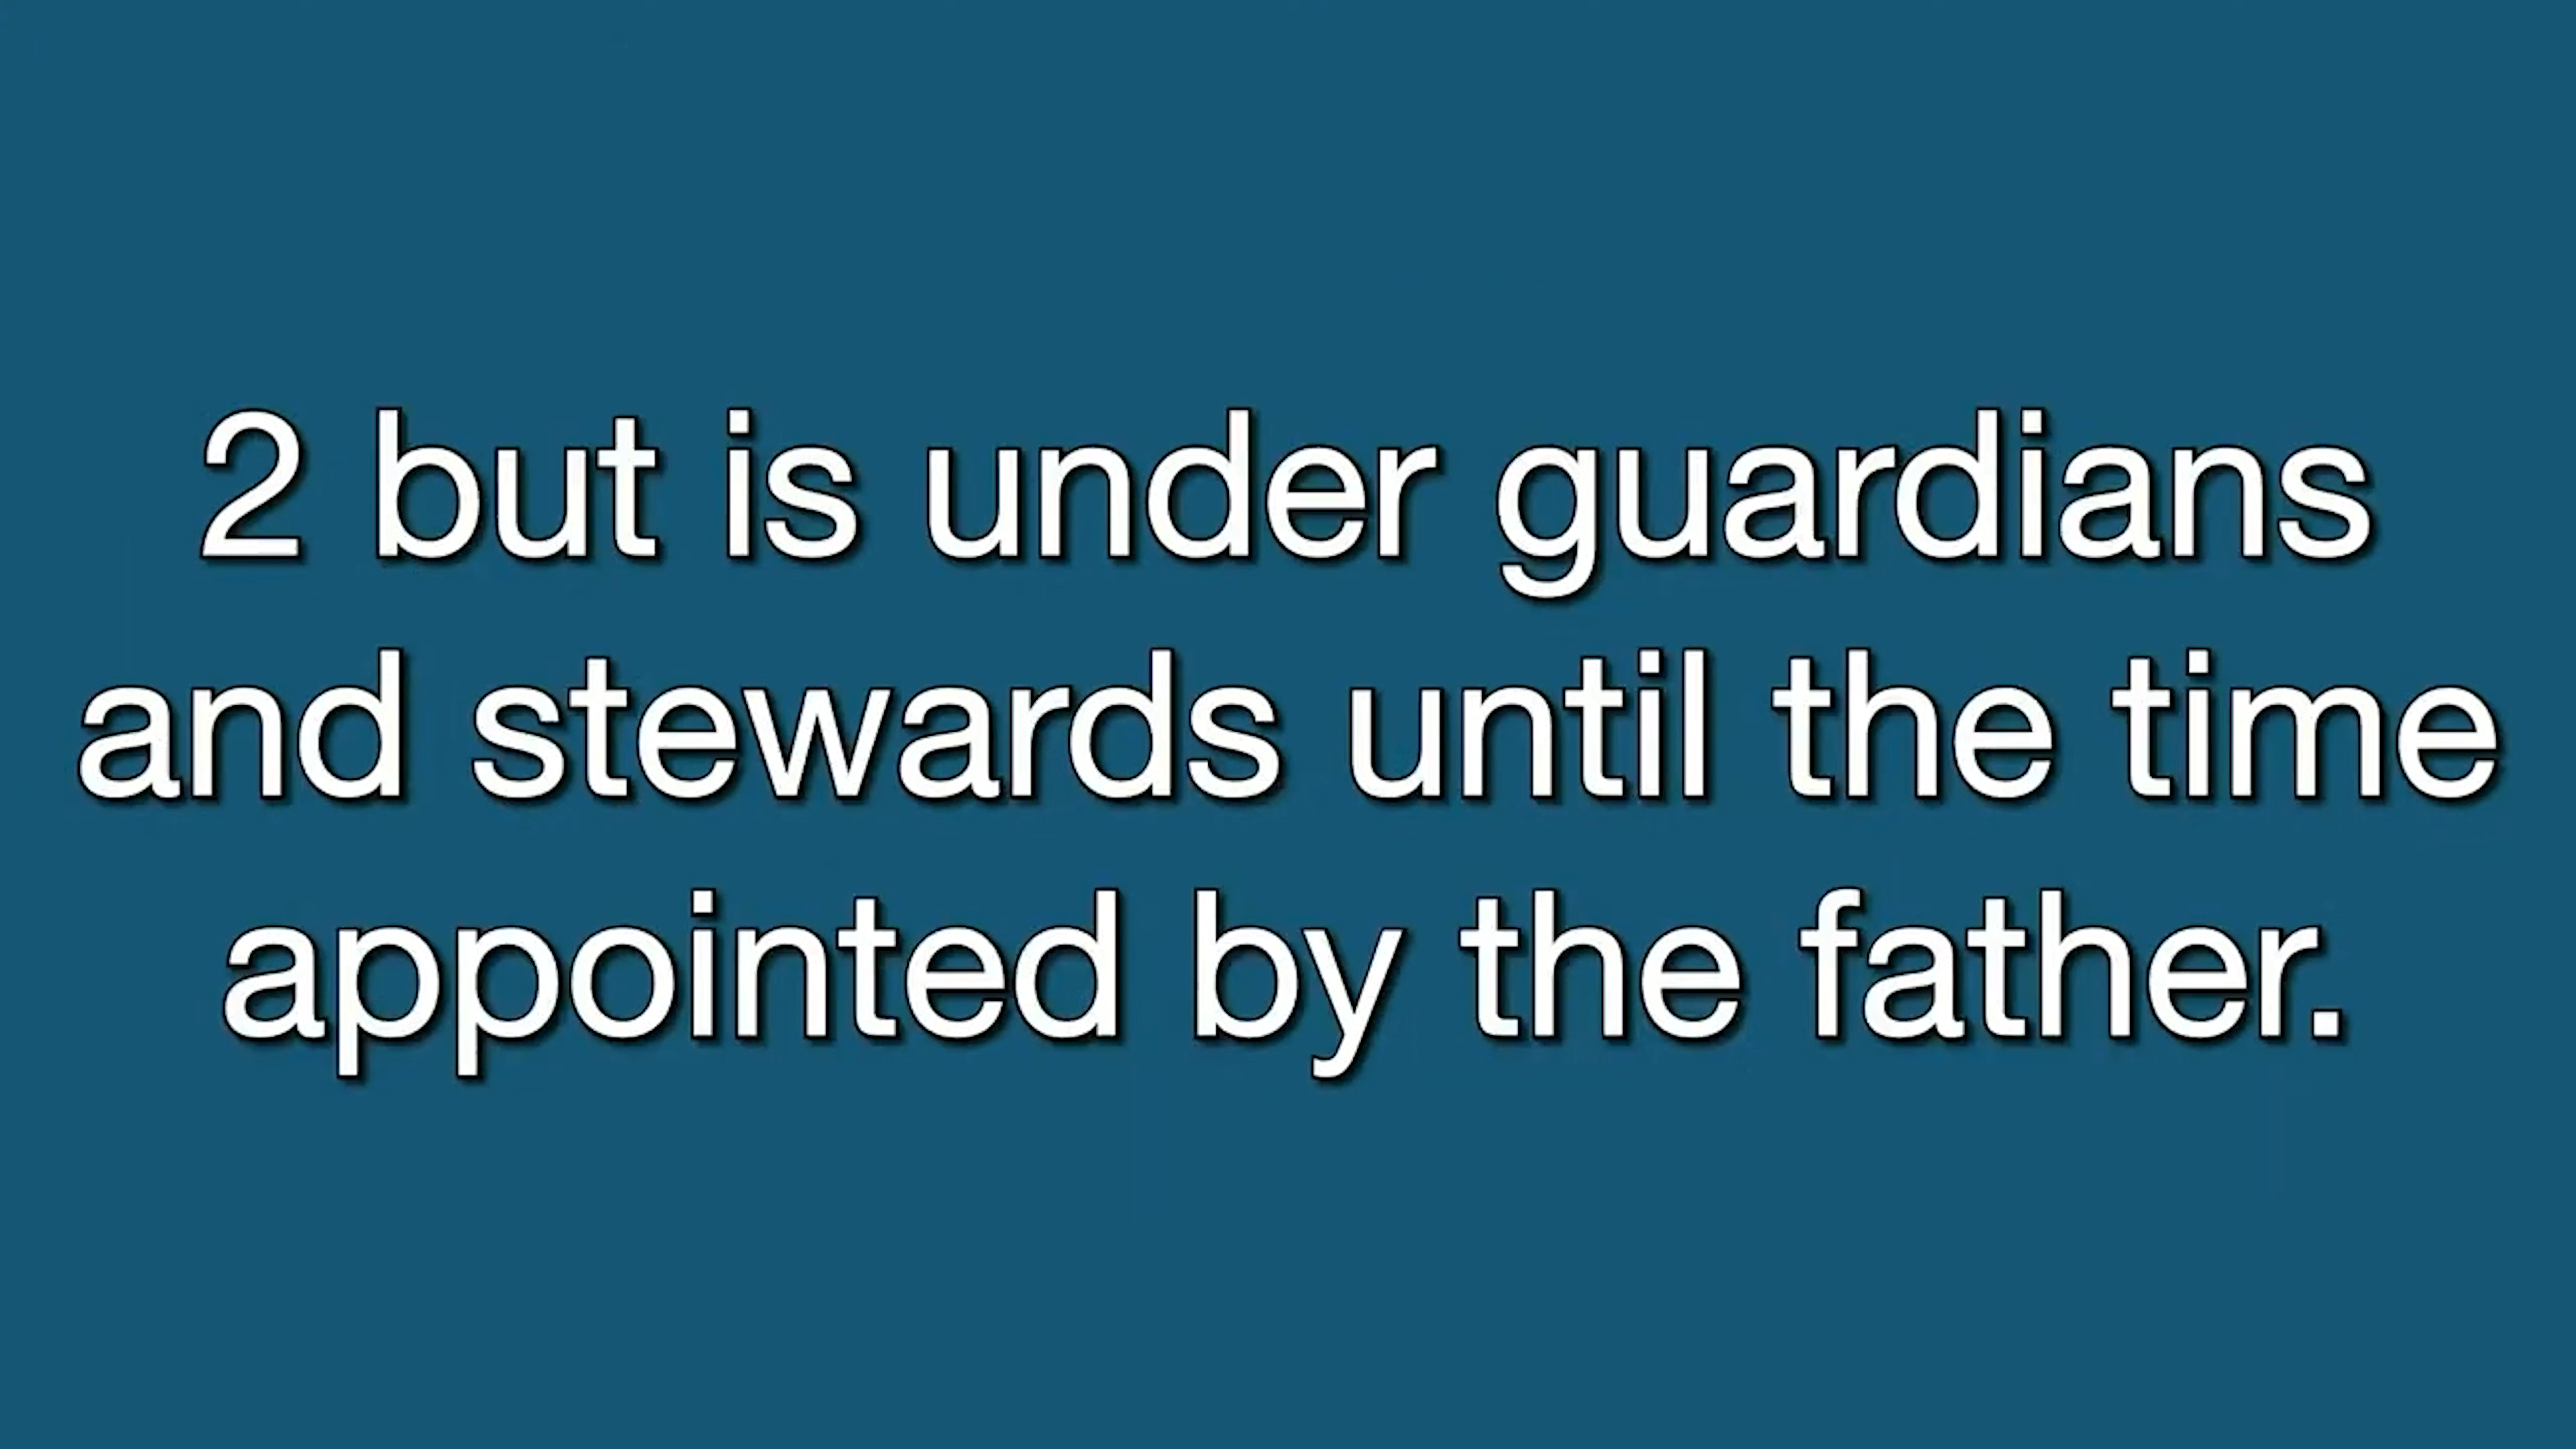 2 but is under guardians
and stewards until the time
appointed by the father.